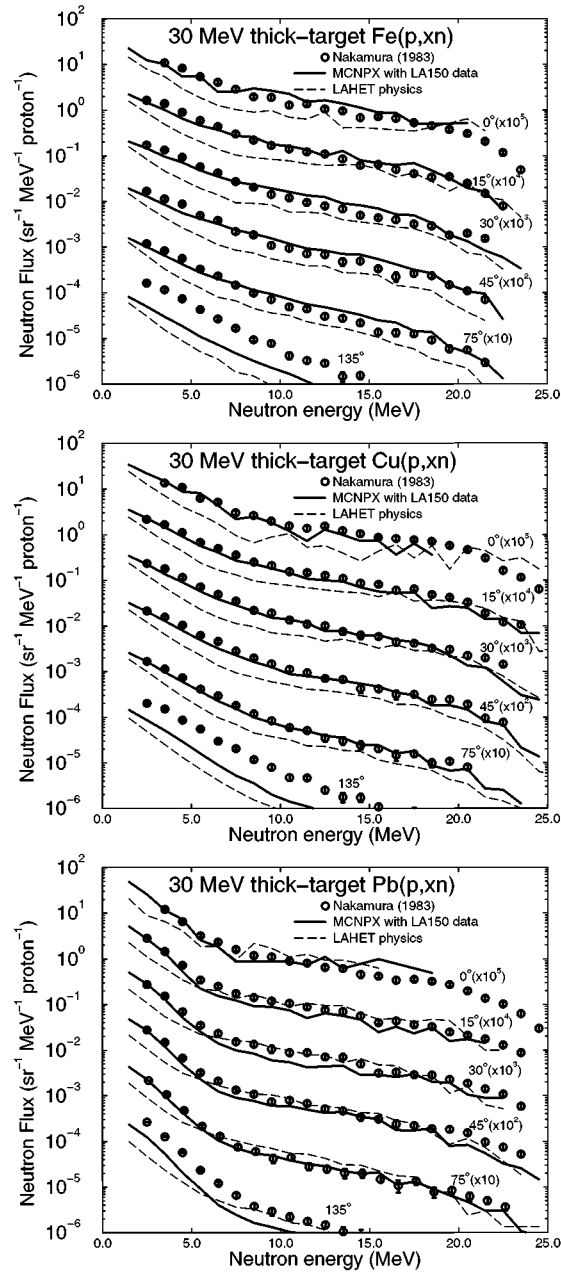 30 MeV thick−target Fe(p,xn)
Nakamura (1983)
MCNPX with LA150 data
LAHET physics
0°(x10⁵)
15°(x10⁴)
30°(x10³)
45°(x10²)
75°(x10)
135°
Neutron Flux (sr⁻¹ MeV⁻¹ proton⁻¹)
10²
10¹
10⁰
10⁻¹
10⁻²
10⁻³
10⁻⁴
10⁻⁵
10⁻⁶
0.0 5.0 10.0 15.0 20.0 25.0
Neutron energy (MeV)
30 MeV thick−target Cu(p,xn)
Nakamura (1983)
MCNPX with LA150 data
LAHET physics
0°(x10⁵)
15°(x10⁴)
30°(x10³)
45°(x10²)
75°(x10)
135°
Neutron Flux (sr⁻¹ MeV⁻¹ proton⁻¹)
10²
10¹
10⁰
10⁻¹
10⁻²
10⁻³
10⁻⁴
10⁻⁵
10⁻⁶
0.0 5.0 10.0 15.0 20.0 25.0
Neutron energy (MeV)
30 MeV thick−target Pb(p,xn)
Nakamura (1983)
MCNPX with LA150 data
LAHET physics
0°(x10⁵)
15°(x10⁴)
30°(x10³)
45°(x10²)
75°(x10)
135°
Neutron Flux (sr⁻¹ MeV⁻¹ proton⁻¹)
10²
10¹
10⁰
10⁻¹
10⁻²
10⁻³
10⁻⁴
10⁻⁵
10⁻⁶
0.0 5.0 10.0 15.0 20.0 25.0
Neutron energy (MeV)